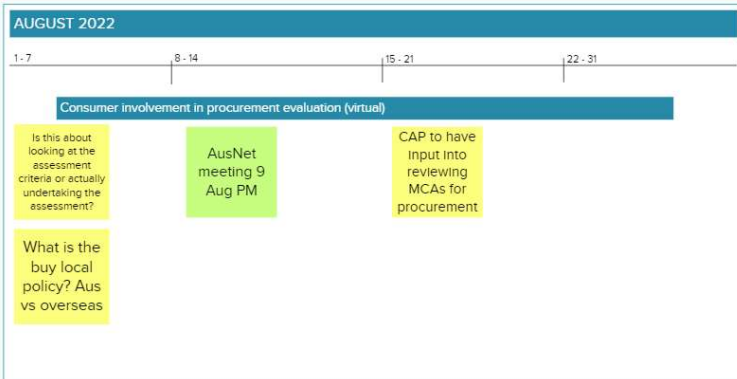 AUGUST 2022
1 - 7
8 - 14
15 - 21
22 - 31
Consumer involvement in procurement evaluation (virtual)
Is this about
looking at the
assessment
criteria or actually
undertaking the
assessment?
AusNet
meeting 9
Aug PM
CAP to have
input into
reviewing
MCAs for
procurement
What is the
buy local
policy? Aus
vs overseas